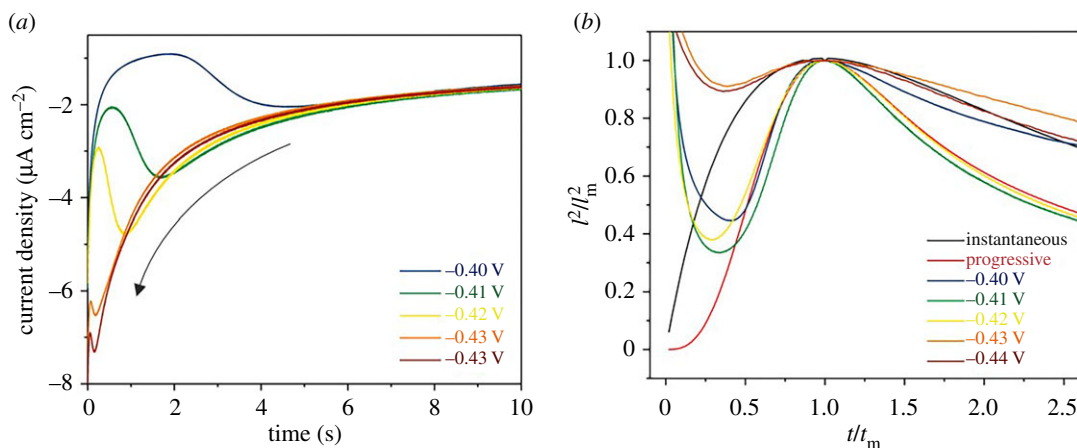 (a)
current density (µA cm−2)
−2
−4
−6
−8
0
2
4
6
8
10
time (s)
−0.40 V
−0.41 V
−0.42 V
−0.43 V
−0.43 V
(b)
I2/I2m
1.0
0.8
0.6
0.4
0.2
0
0
0.5
1.0
1.5
2.0
2.5
t/tm
instantaneous
progressive
−0.40 V
−0.41 V
−0.42 V
−0.43 V
−0.44 V